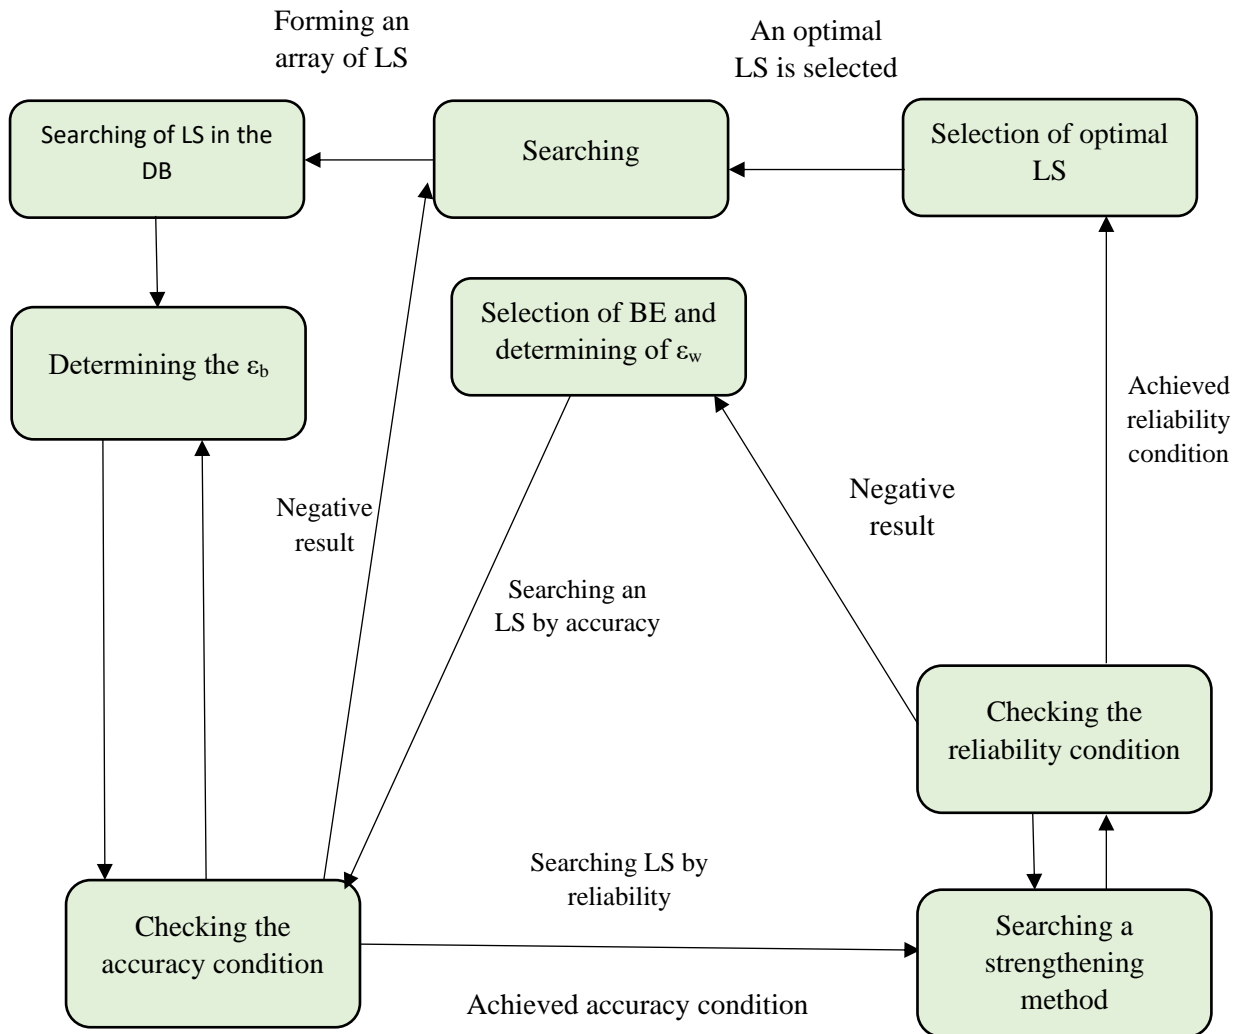 Forming an
array of LS
An optimal
LS is selected
Searching of LS in the
DB
Searching
Selection of optimal
LS
Determining the εb
Selection of BE and
determining of εw
Achieved
reliability
condition
Negative
result
Negative
result
Searching an
LS by accuracy
Checking the
reliability condition
Searching LS by
reliability
Checking the
accuracy condition
Searching a
strengthening
method
Achieved accuracy condition